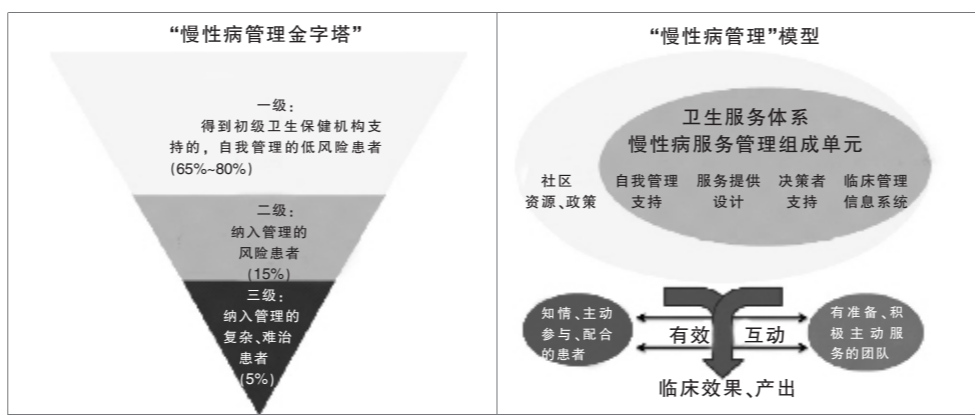 “慢性病管理金字塔”
一级：
得到初级卫生保健机构支
持的，自我管理的低风险患者
(65%~80%)
二级：
纳入管理的
风险患者
(15%)
三级：
纳入管理的
复杂、难治
患者
(5%)
“慢性病管理”模型
卫生服务体系
慢性病服务管理组成单元
社区
资源、政策
自我管理
支持
服务提供
设计
决策者
支持
临床管理
信息系统
知情、主动
参与、配合
的患者
有效
互动
有准备、积
极主动服
务的团队
临床效果、产出